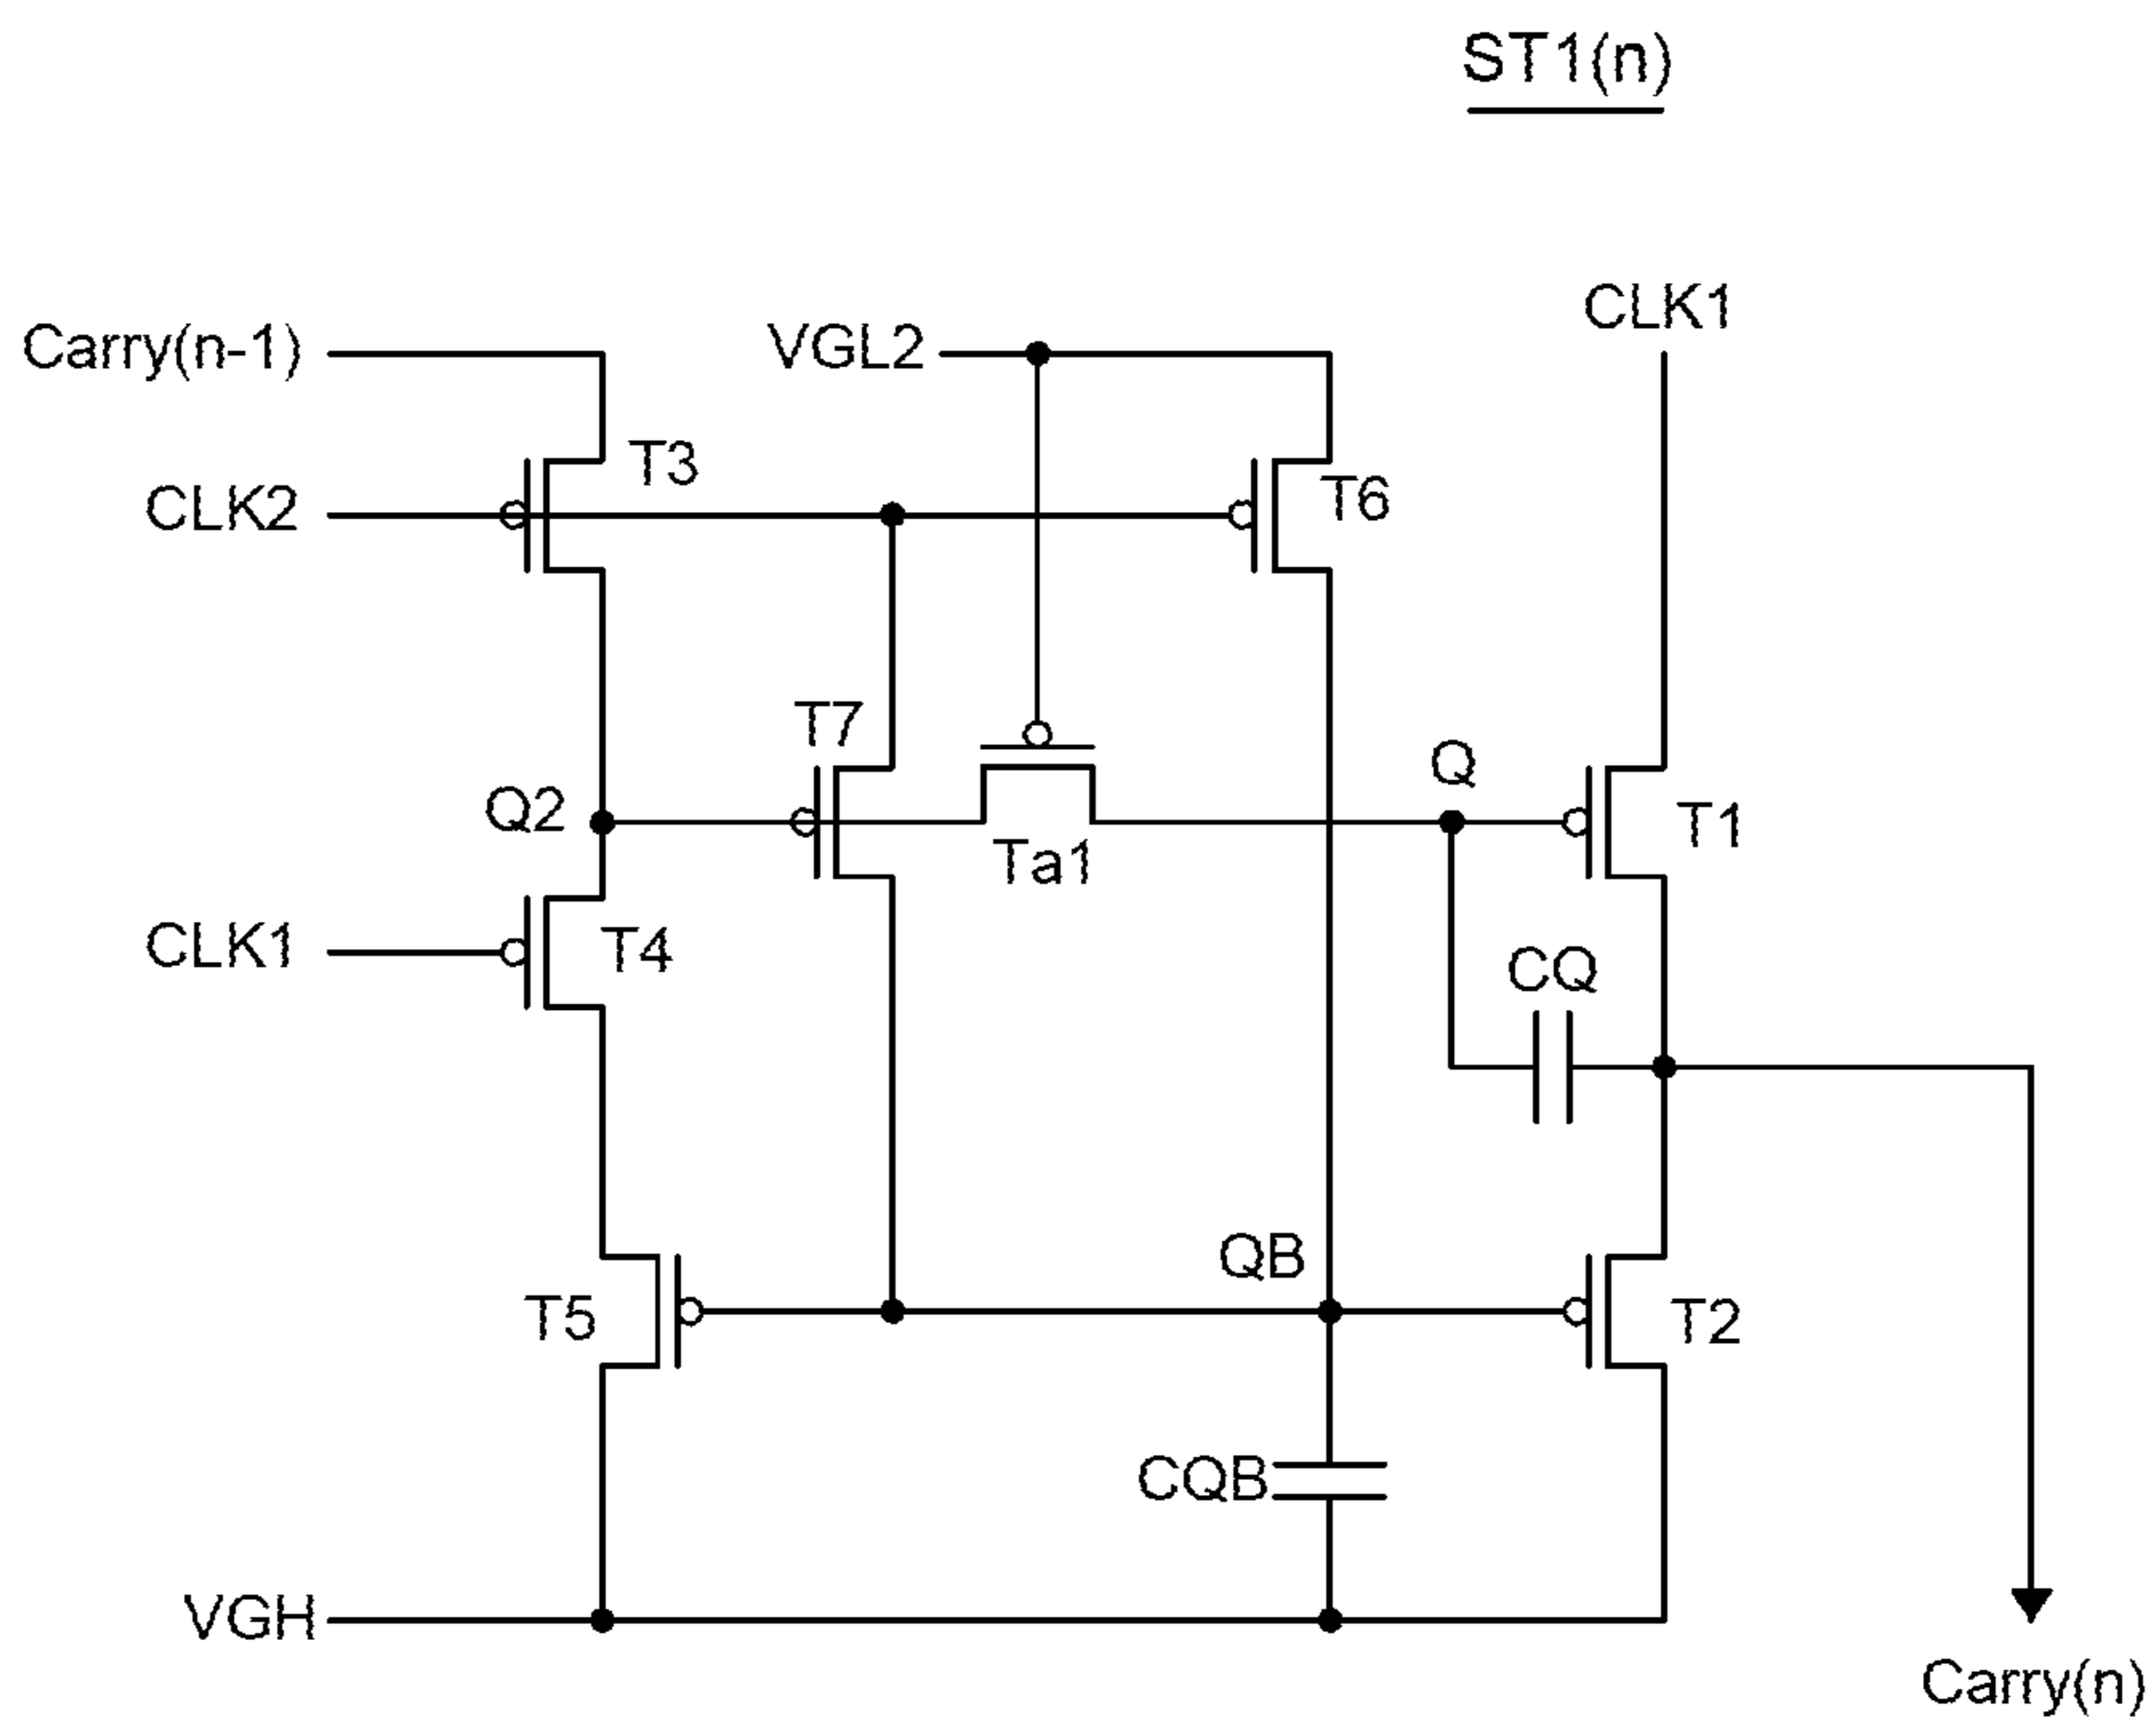 ST1(n)
CLK1
Carry(n-1)
VGL2
T3
T6
CLK2
T7
Q
Q2
T1
Ta1
CLK1
T4
CQ
QB
T5
T2
CQB
VGH
Carry(n)